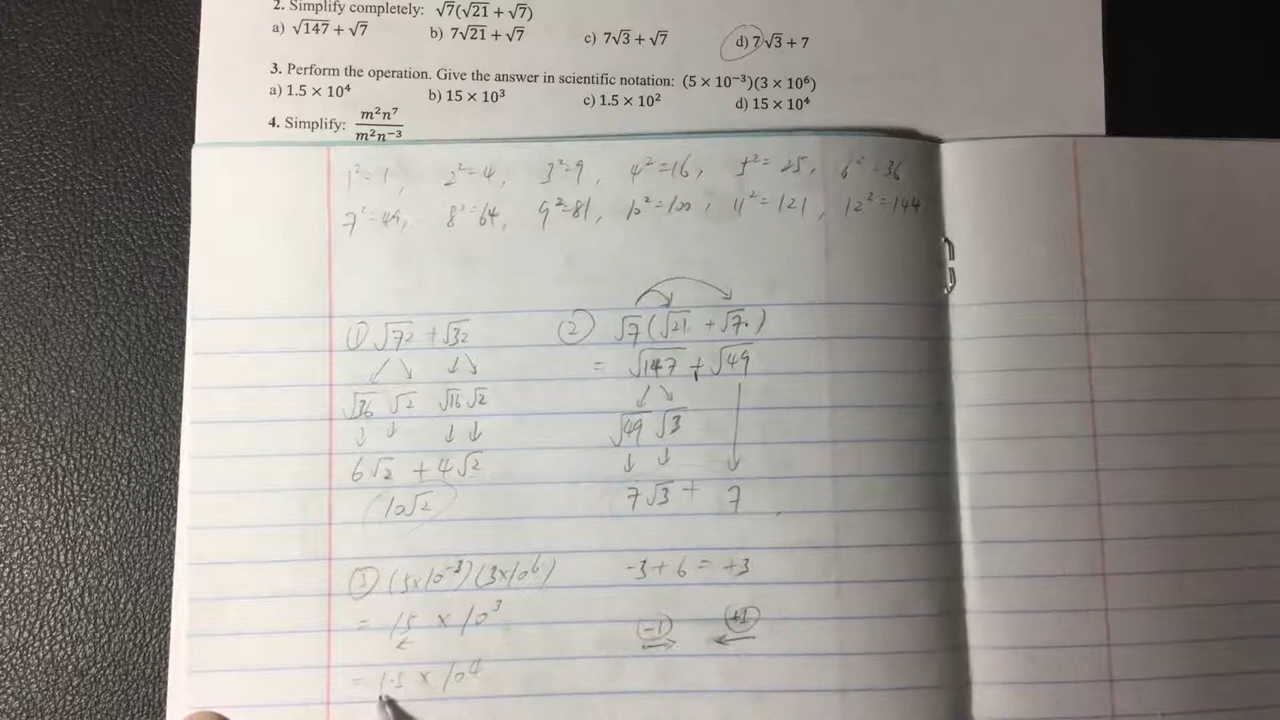 2. Simplify completely: √7(√21 + √7)
a) √147 + √7 b) 7√21 + √7 c) 7√3 + √7 d) 7√3 + 7
3. Perform the operation. Give the answer in scientific notation: (5 × 10⁻³)(3 × 10⁶)
a) 1.5 × 10⁴ b) 15 × 10³ c) 1.5 × 10² d) 15 × 10⁴
4. Simplify: m²n⁷/m²n⁻³
1²=1, 2²=4, 3²=9, 4²=16, 5²=25, 6²=36
7²=49, 8²=64, 9²=81, 10²=100, 11²=121, 12²=144
① √72 + √32
√36 √2 √16 √2
6√2 + 4√2
10√2
② √7(√21 + √7)
= √147 + √49
√49 √3
7√3 + 7
③ (5×10⁻³)(3×10⁶) -3+6=+3
= 15 × 10³ -1 +1
= 1.5 × 10⁴